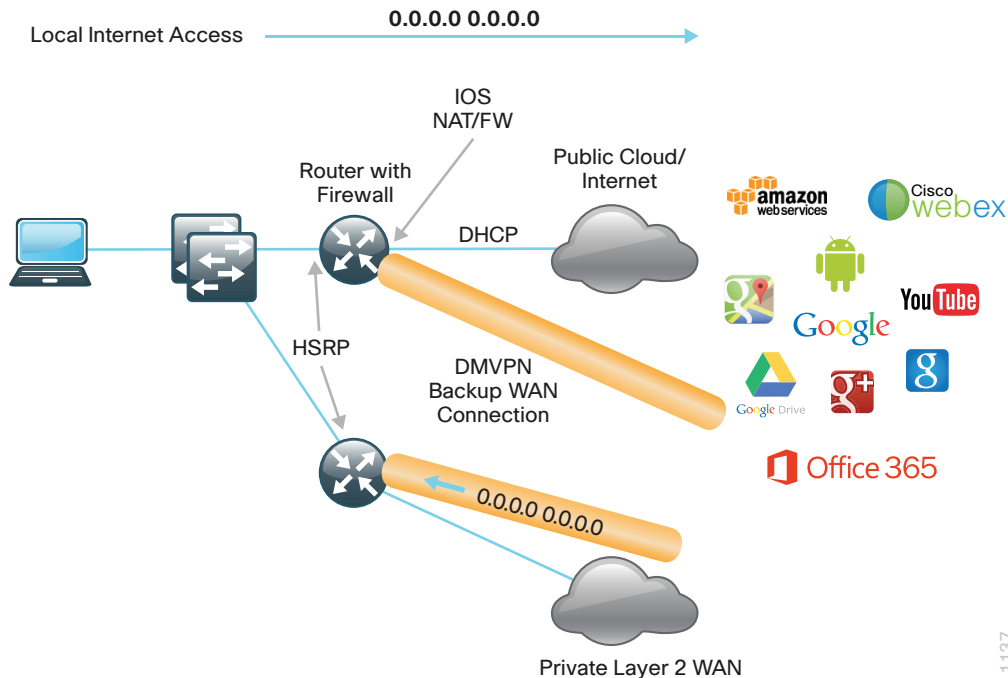 0.0.0.0 0.0.0.0
Local Internet Access
IOS
NAT/FW
Router with
Firewall
Public Cloud/
Internet
DHCP
HSRP
DMVPN
Backup WAN
Connection
0.0.0.0 0.0.0.0
Private Layer 2 WAN
amazon
web services
Cisco
webex
g
You Tube
Google
Google Drive
g+
g
Office 365
1137